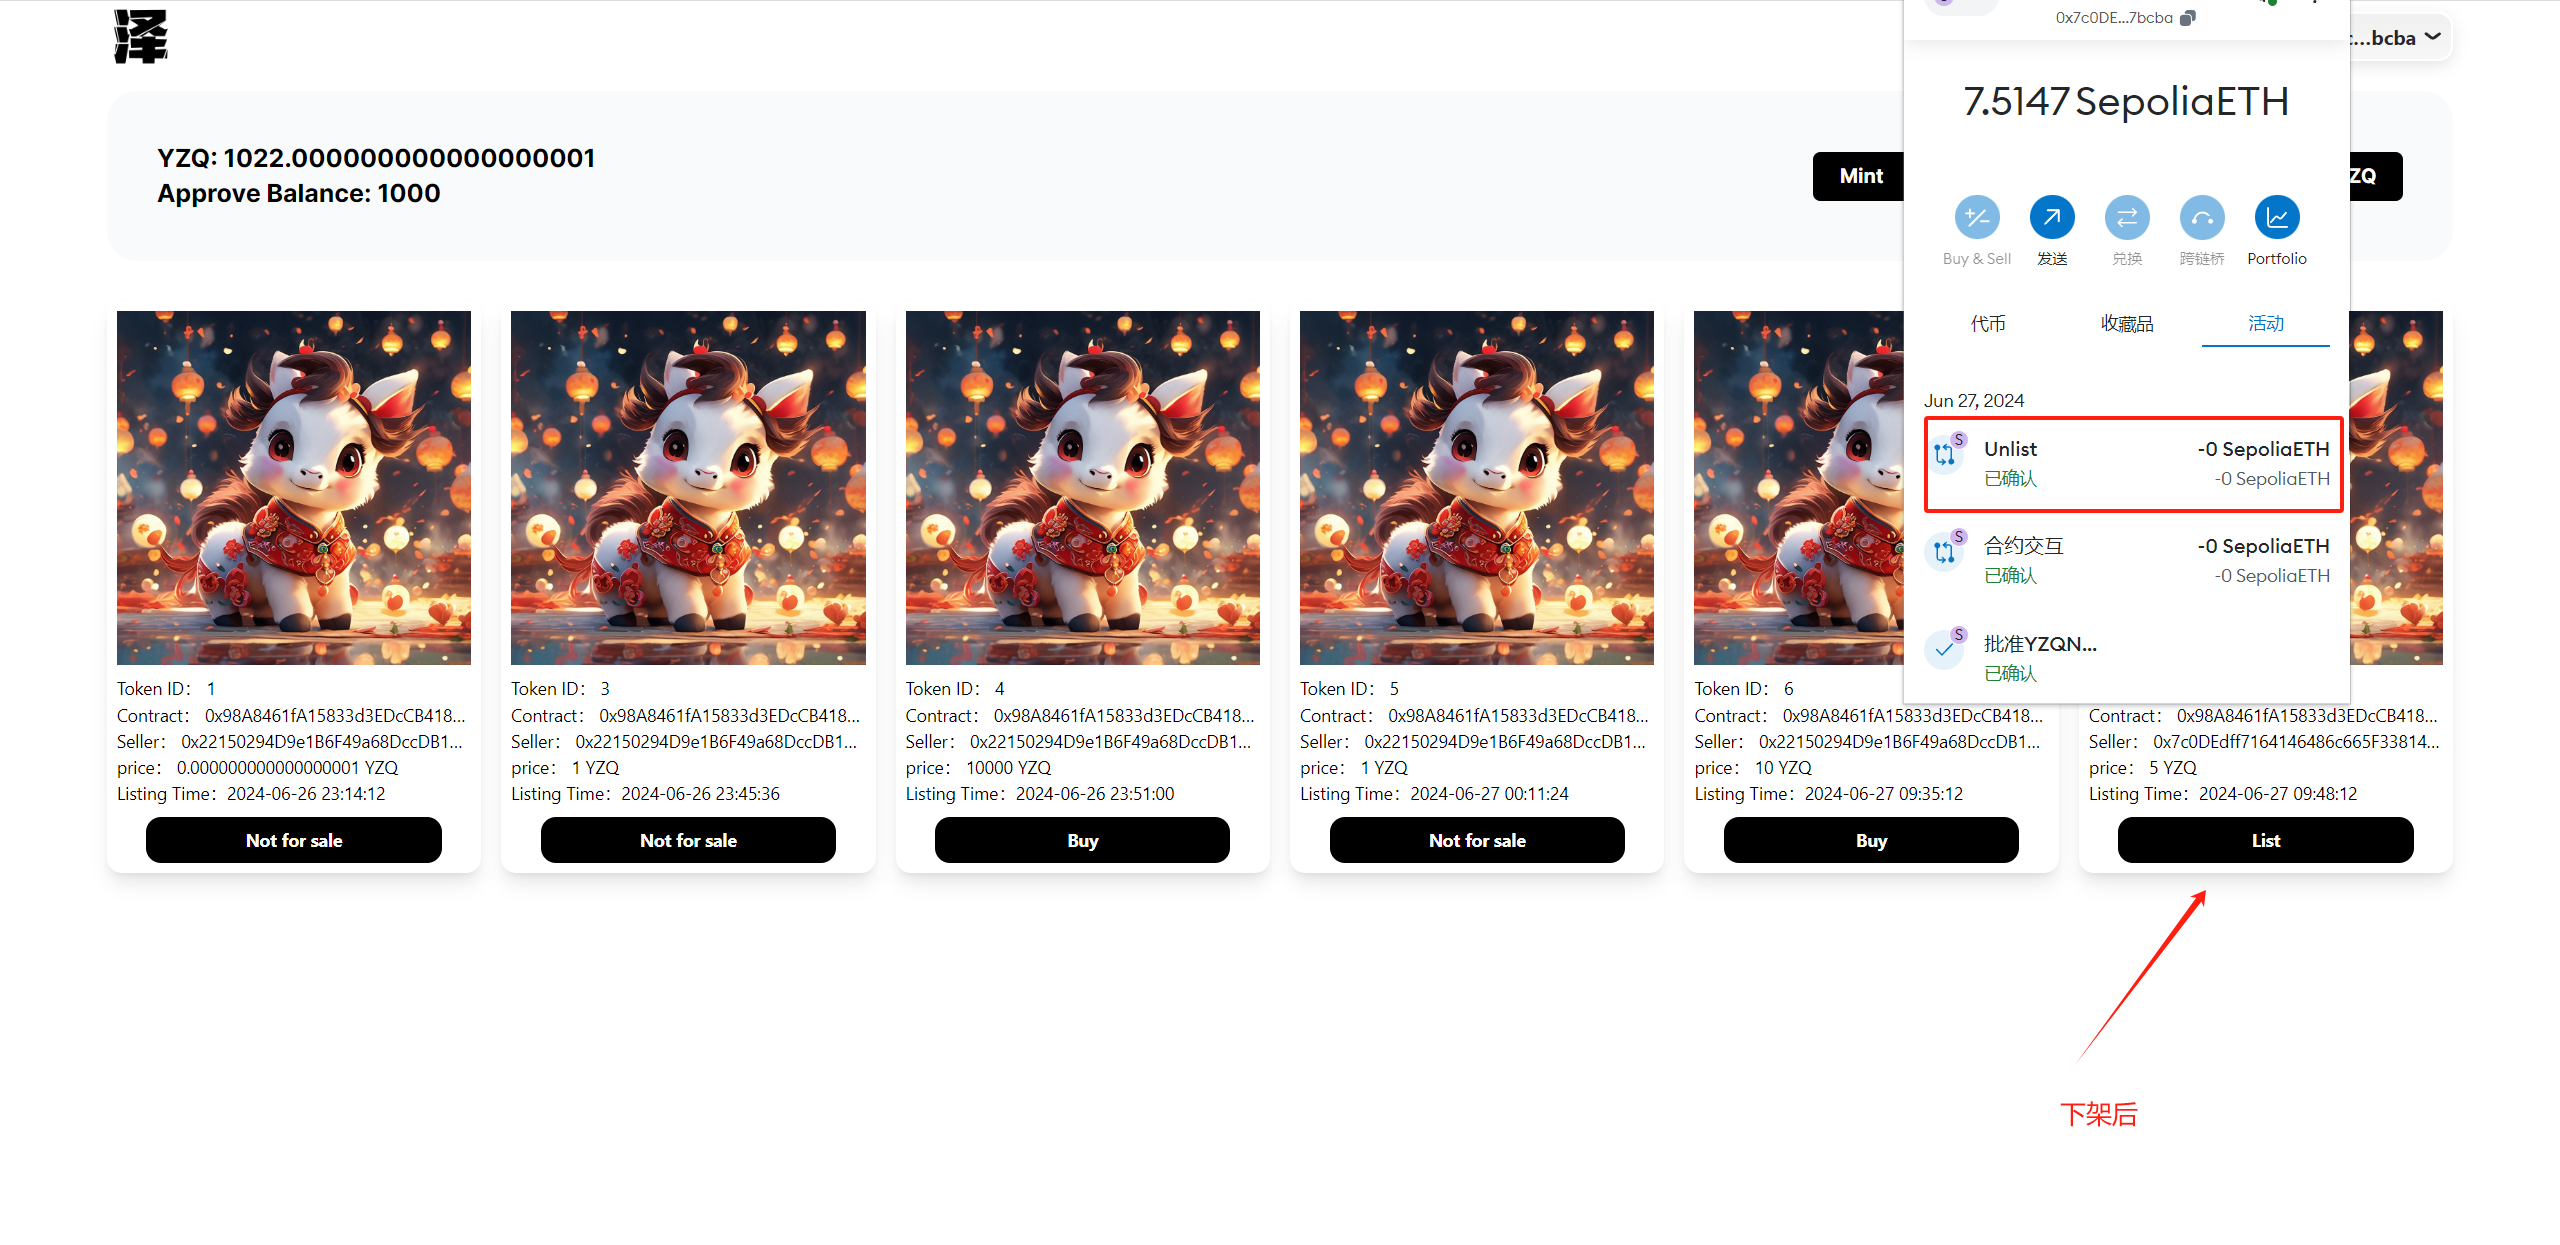 泽
0x7c0DE...7bcba
...bcba
7.5147 SepoliaETH
YZQ: 1022.000000000000000001
Approve Balance: 1000
Mint
ZQ
Buy & Sell
发送
兑换
跨链桥
Portfolio
代币
收藏品
活动
Jun 27, 2024
S
Unlist
-0 SepoliaETH
已确认
-0 SepoliaETH
S
合约交互
-0 SepoliaETH
已确认
-0 SepoliaETH
S
批准YZQN...
已确认
Token ID： 1
Contract： 0x98A8461fA15833d3EDcCB418...
Seller： 0x22150294D9e1B6F49a68DccDB1...
price： 0.000000000000000001 YZQ
Listing Time：2024-06-26 23:14:12
Not for sale
Token ID： 3
Contract： 0x98A8461fA15833d3EDcCB418...
Seller： 0x22150294D9e1B6F49a68DccDB1...
price： 1 YZQ
Listing Time：2024-06-26 23:45:36
Not for sale
Token ID： 4
Contract： 0x98A8461fA15833d3EDcCB418...
Seller： 0x22150294D9e1B6F49a68DccDB1...
price： 10000 YZQ
Listing Time：2024-06-26 23:51:00
Buy
Token ID： 5
Contract： 0x98A8461fA15833d3EDcCB418...
Seller： 0x22150294D9e1B6F49a68DccDB1...
price： 1 YZQ
Listing Time：2024-06-27 00:11:24
Not for sale
Token ID： 6
Contract： 0x98A8461fA15833d3EDcCB418...
Seller： 0x22150294D9e1B6F49a68DccDB1...
price： 10 YZQ
Listing Time：2024-06-27 09:35:12
Buy
Contract： 0x98A8461fA15833d3EDcCB418...
Seller： 0x7c0DEdff7164146486c665F33814...
price： 5 YZQ
Listing Time：2024-06-27 09:48:12
List
下架后